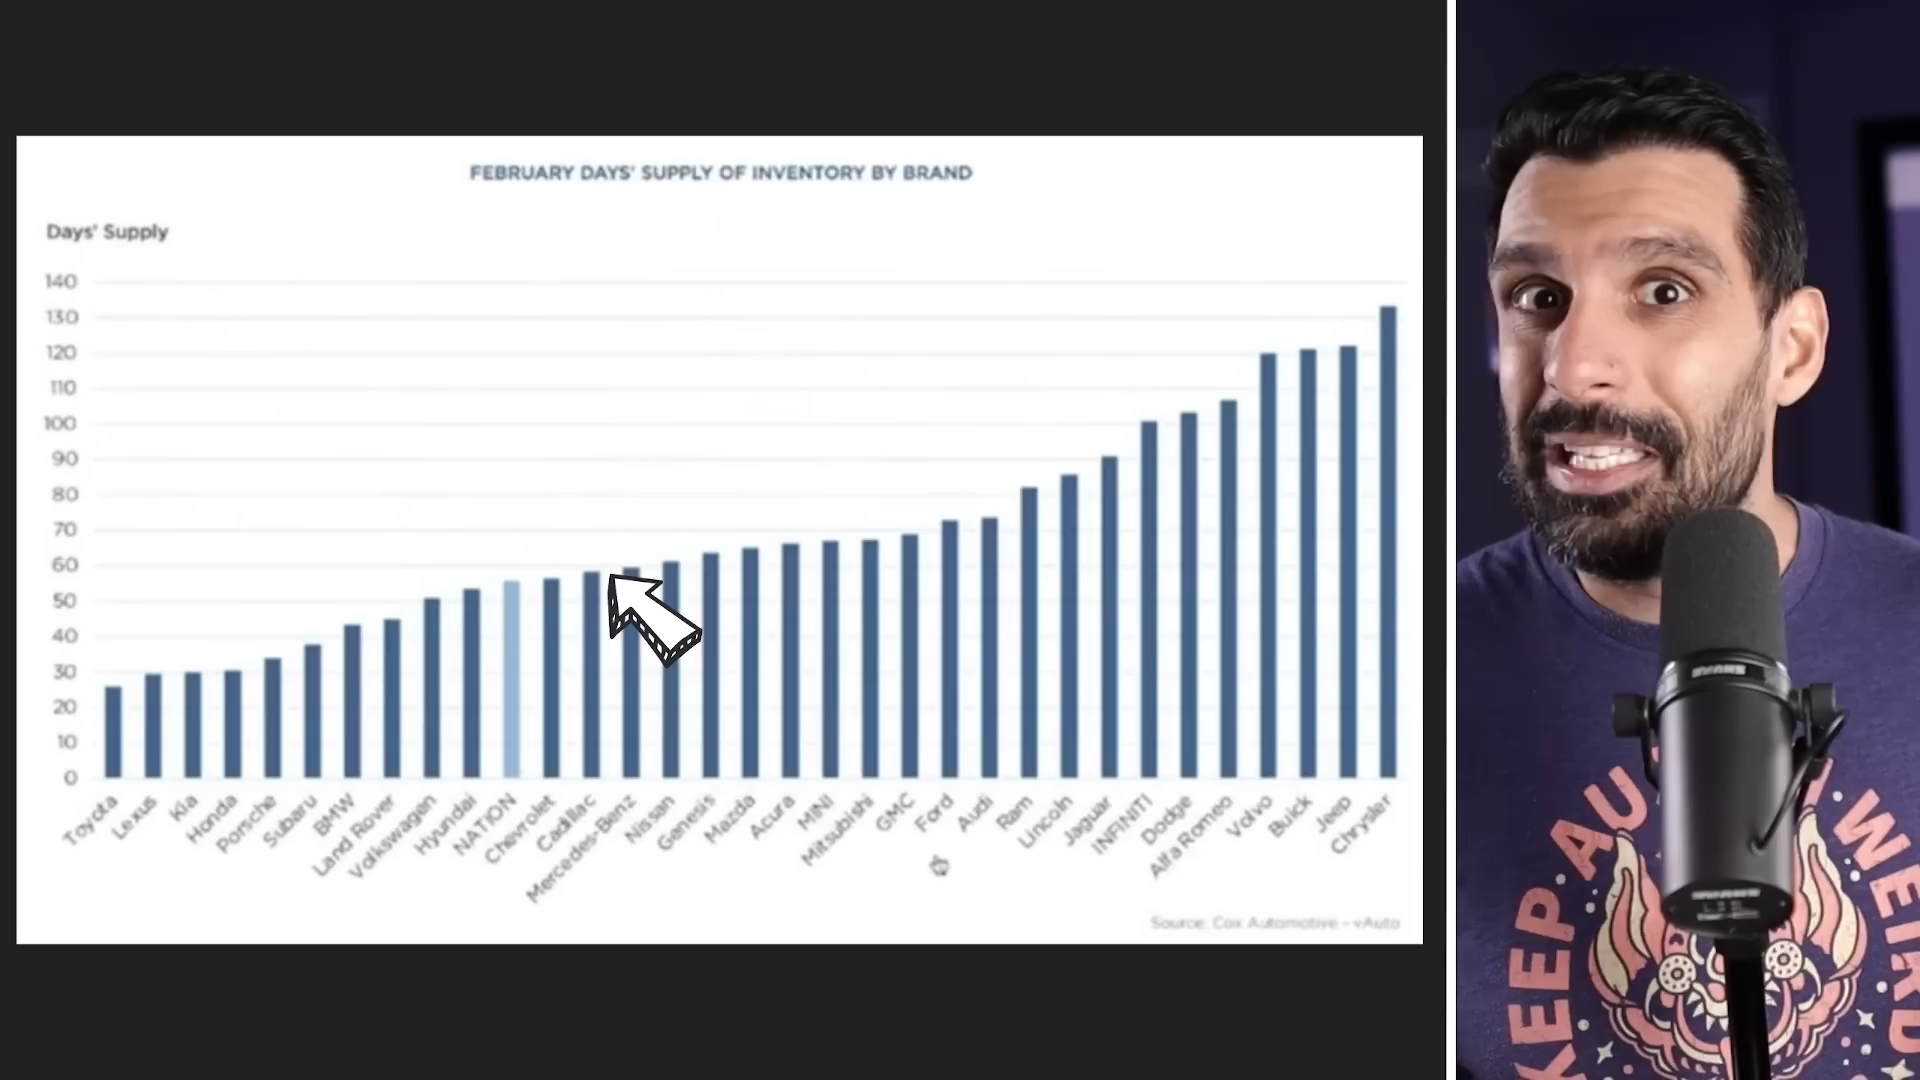 FEBRUARY DAYS' SUPPLY OF INVENTORY BY BRAND
Days' Supply
140
130
120
110
100
90
80
70
60
50
40
30
20
10
0
Toyota
Lexus
Kia
Honda
Porsche
Subaru
BMW
Land Rover
Volkswagen
Hyundai
NATION
Chevrolet
Cadillac
Mercedes-Benz
Nissan
Genesis
Mazda
Acura
MINI
Mitsubishi
GMC
Ford
Audi
Ram
Lincoln
Jaguar
INFINITI
Dodge
Alfa Romeo
Volvo
Buick
Jeep
Chrysler
Source: Cox Automotive - vAuto
KEEP AU WEIRD